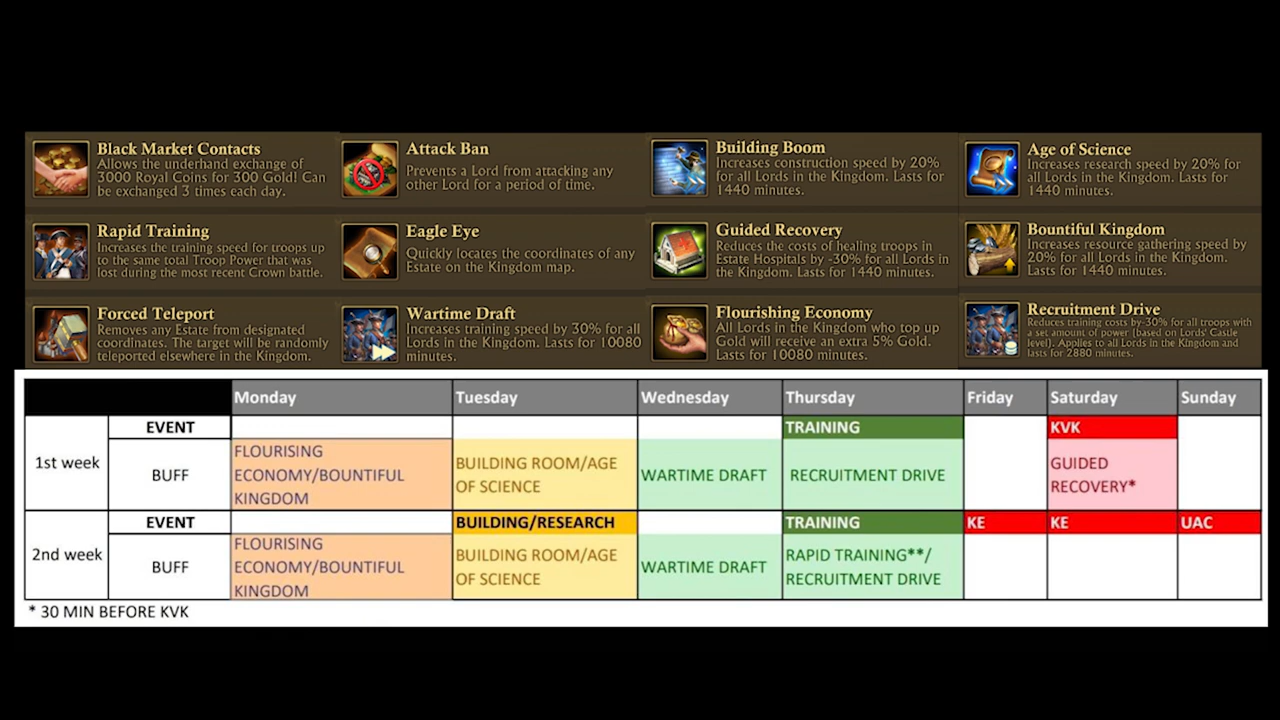 Black Market Contacts
Allows the underhand exchange of
3000 Royal Coins for 300 Gold! Can
be exchanged 3 times each day.
Attack Ban
Prevents a Lord from attacking any
other Lord for a period of time.
Building Boom
Increases construction speed by 20%
for all Lords in the Kingdom. Lasts for
1440 minutes.
Age of Science
Increases research speed by 20% for
all Lords in the Kingdom. Lasts for
1440 minutes.
Rapid Training
Increases the training speed for troops up
to the same total Troop Power that was
lost during the most recent Crown battle.
Eagle Eye
Quickly locates the coordinates of any
Estate on the Kingdom map.
Guided Recovery
Reduces the costs of healing troops in
Estate Hospitals by -30% for all Lords in
the Kingdom. Lasts for 1440 minutes.
Bountiful Kingdom
Increases resource gathering speed by
20% for all Lords in the Kingdom.
Lasts for 1440 minutes.
Forced Teleport
Removes any Estate from designated
coordinates. The target will be randomly
teleported elsewhere in the Kingdom.
Wartime Draft
Increases training speed by 30% for all
Lords in the Kingdom. Lasts for 10080
minutes.
Flourishing Economy
All Lords in the Kingdom who top up
Gold will receive an extra 5% Gold.
Lasts for 10080 minutes.
Recruitment Drive
Reduces training costs by-30% for all troops with
a set amount of power (based on Lords' Castle
level). Applies to all Lords in the Kingdom and
lasts for 2880 minutes.
Monday Tuesday Wednesday Thursday Friday Saturday Sunday
1st week
EVENT TRAINING KVK
BUFF
FLOURISING
ECONOMY/BOUNTIFUL
KINGDOM
BUILDING ROOM/AGE
OF SCIENCE
WARTIME DRAFT
RECRUITMENT DRIVE
GUIDED
RECOVERY*
2nd week
EVENT BUILDING/RESEARCH TRAINING KE KE UAC
BUFF
FLOURISING
ECONOMY/BOUNTIFUL
KINGDOM
BUILDING ROOM/AGE
OF SCIENCE
WARTIME DRAFT
RAPID TRAINING**/
RECRUITMENT DRIVE
* 30 MIN BEFORE KVK